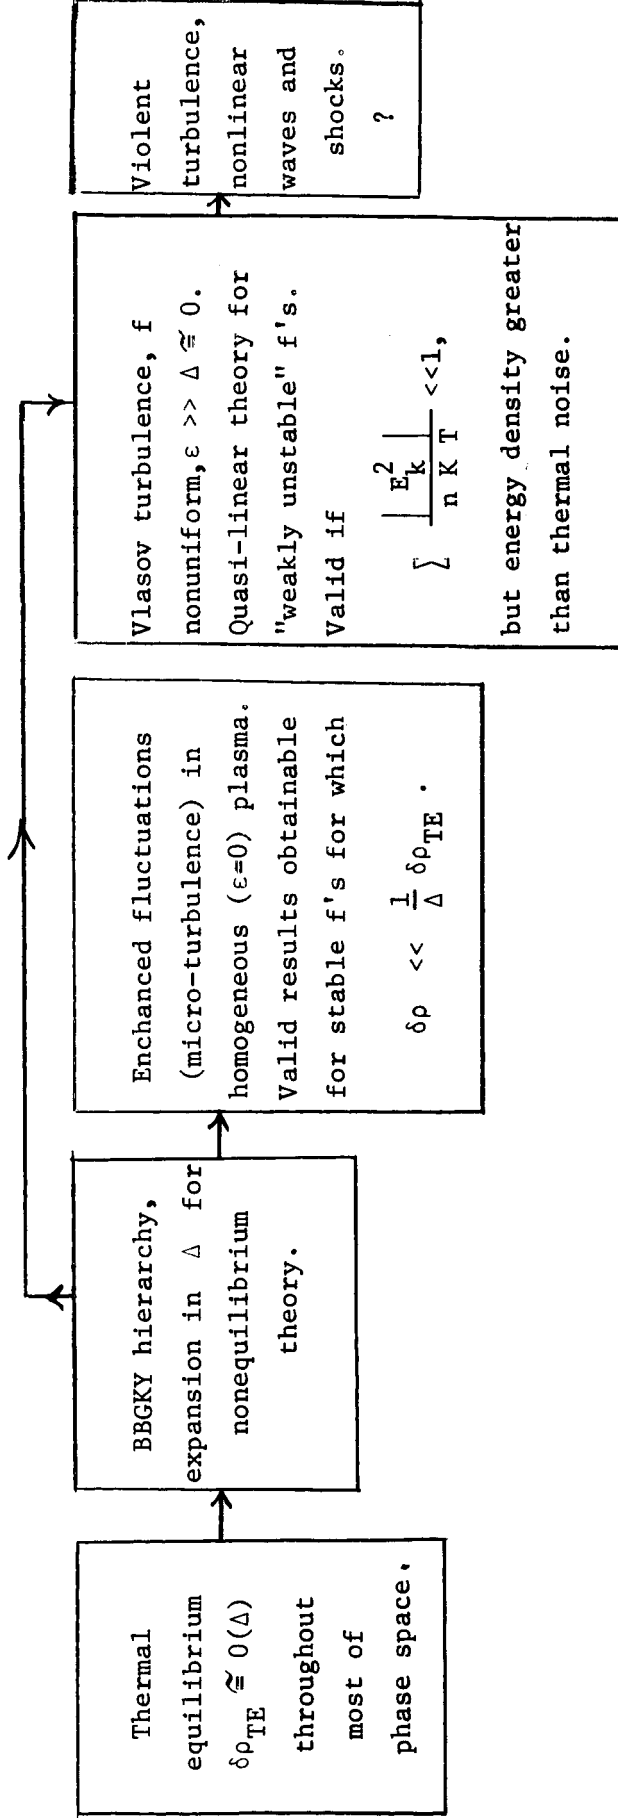 Thermal
equilibrium
δρ_TE ≅ O(Δ)
throughout
most of
phase space.
BBGKY hierarchy,
expansion in Δ for
nonequilibrium
theory.
Enchanced fluctuations
(micro-turbulence) in
homogeneous (ε=0) plasma.
Valid results obtainable
for stable f's for which
δρ << 1/Δ δρ_TE .
Vlasov turbulence, f
nonuniform, ε >> Δ ≅ 0.
Quasi-linear theory for
"weakly unstable" f's.
Valid if
∑ |E_k^2| / n K T <<1,
but energy density greater
than thermal noise.
Violent
turbulence,
nonlinear
waves and
shocks.
?